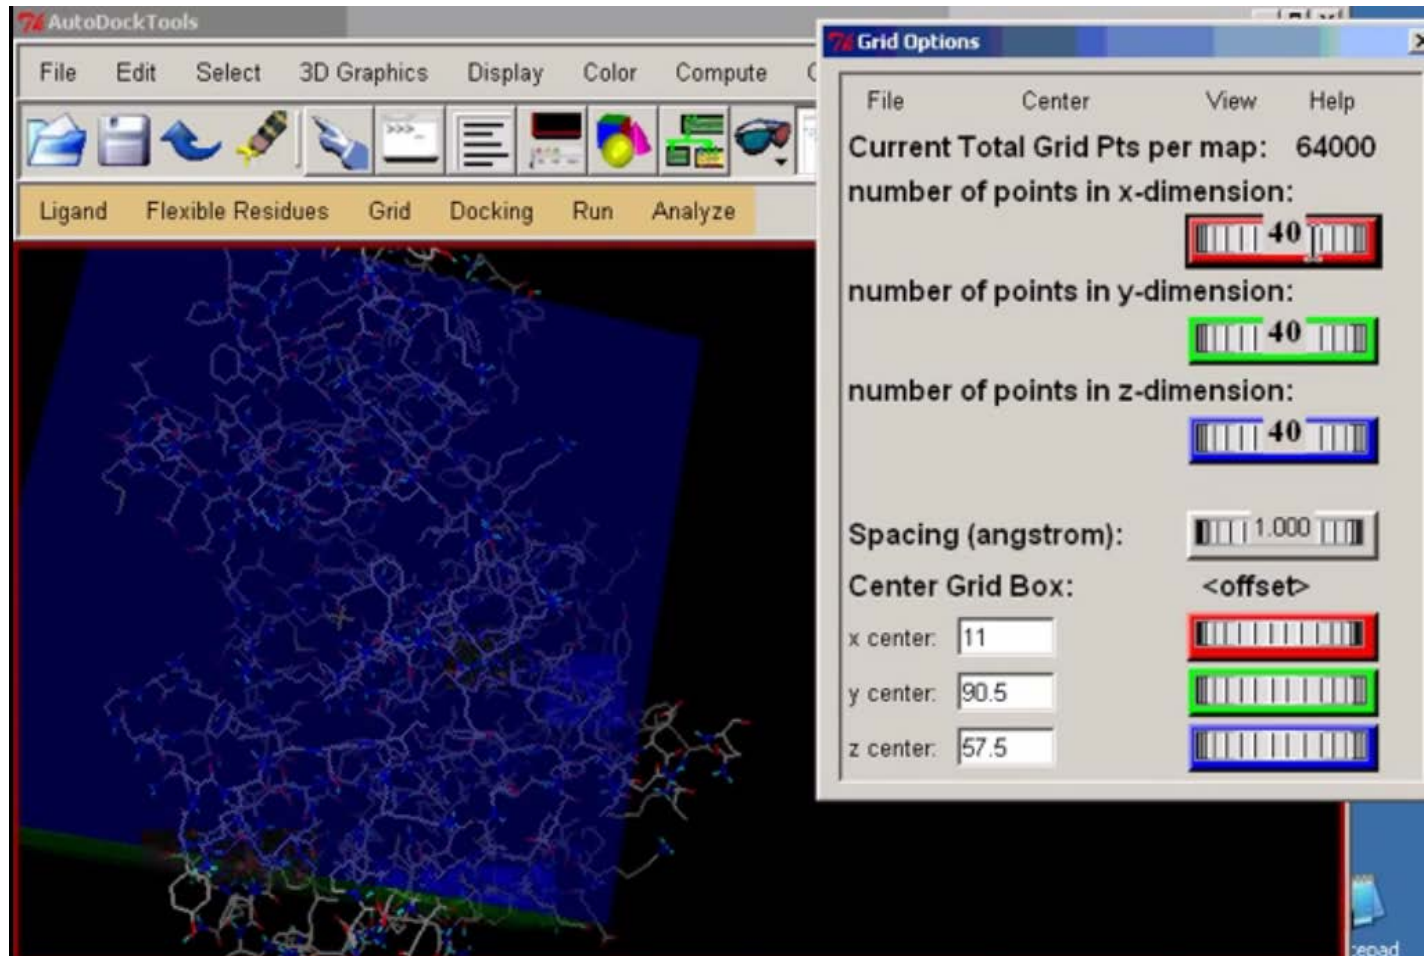 AutoDockTools
File Edit Select 3D Graphics Display Color Compute
>>>_
Ligand Flexible Residues Grid Docking Run Analyze
Grid Options
File Center View Help
Current Total Grid Pts per map: 64000
number of points in x-dimension:
40
number of points in y-dimension:
40
number of points in z-dimension:
40
Spacing (angstrom): 1.000
Center Grid Box: <offset>
x center: 11
y center: 90.5
z center: 57.5